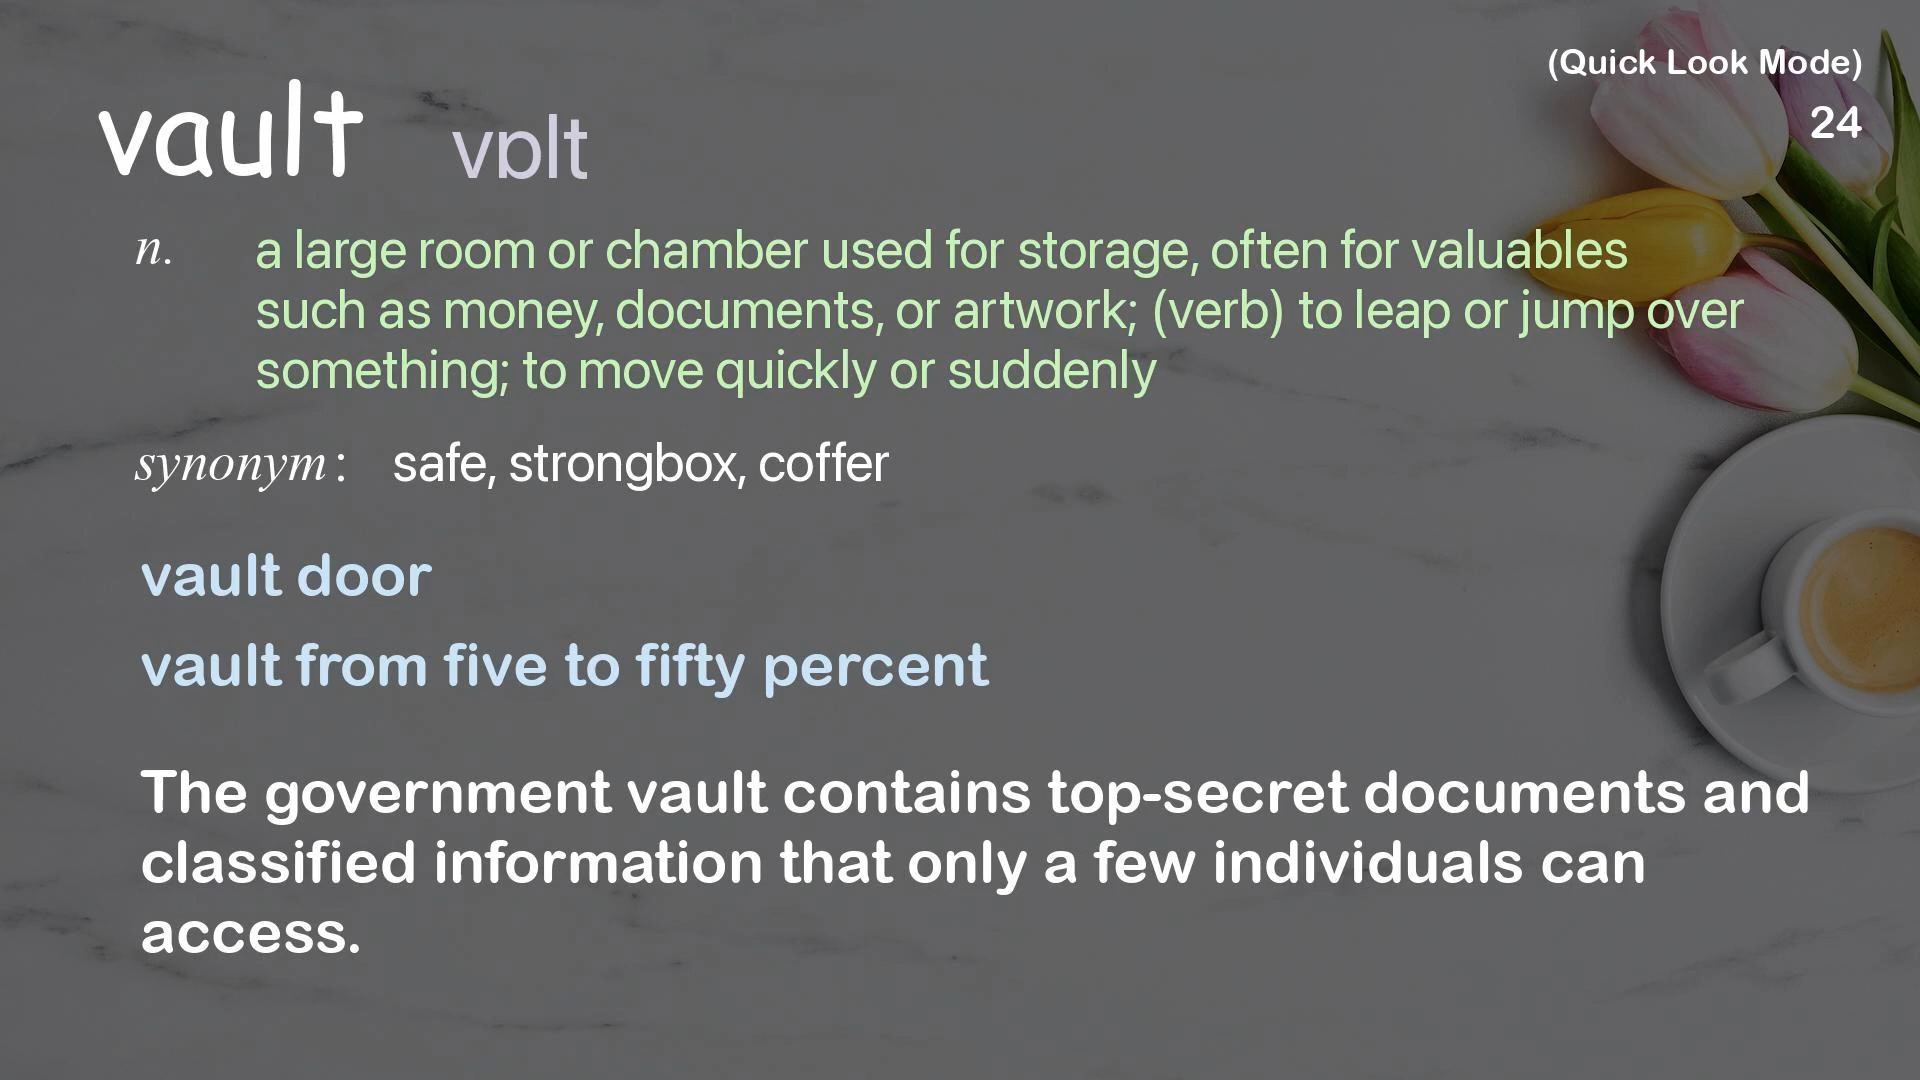 (Quick Look Mode)
24
vault vɒlt
n. a large room or chamber used for storage, often for valuables
such as money, documents, or artwork; (verb) to leap or jump over
something; to move quickly or suddenly
synonym: safe, strongbox, coffer
vault door
vault from five to fifty percent
The government vault contains top-secret documents and
classified information that only a few individuals can
access.